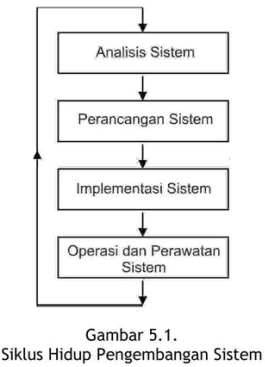 Analisis Sistem
Perancangan Sistem
Implementasi Sistem
Operasi dan Perawatan
Sistem
Gambar 5.1.
Siklus Hidup Pengembangan Sistem